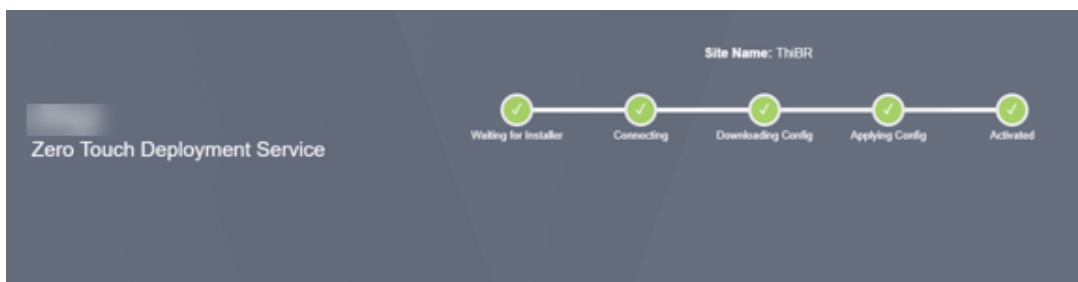 Site Name: ThiBR
Waiting for Installer
Connecting
Downloading Config
Applying Config
Activated
Zero Touch Deployment Service